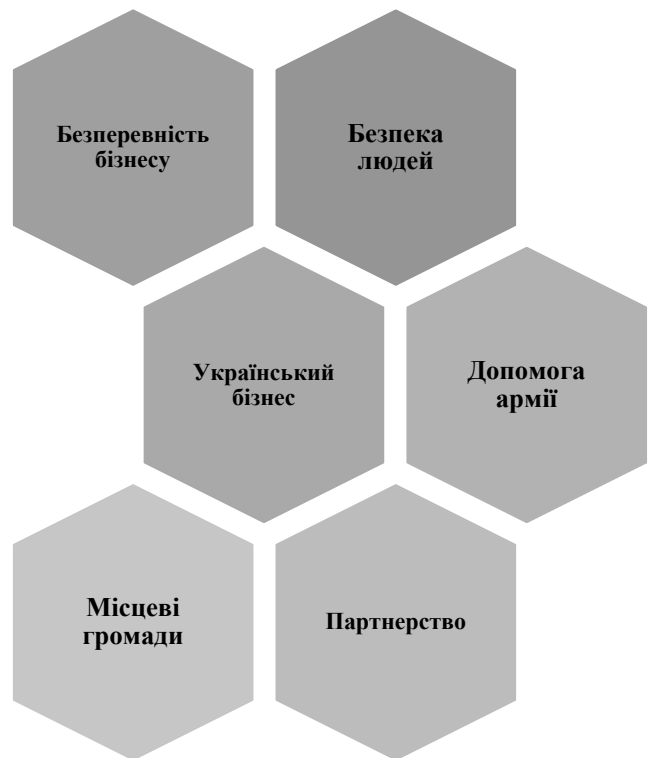 Безперевність
бізнесу
Безпека
людей
Український
бізнес
Допомога
армії
Місцеві
громади
Партнерство